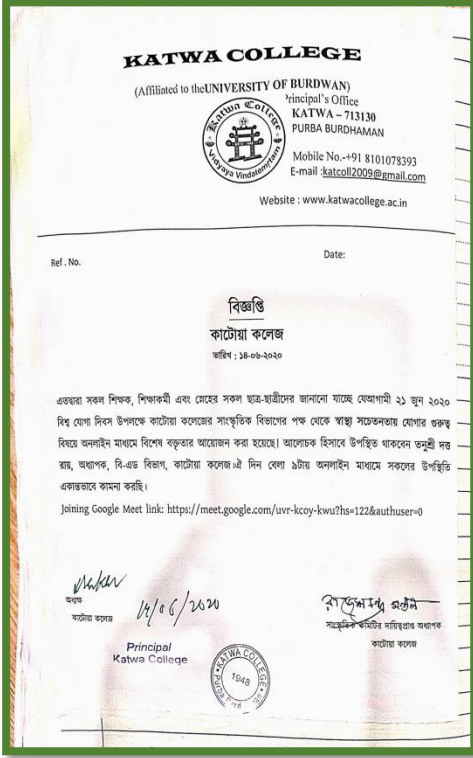 KATWA COLLEGE
(Affiliated to theUNIVERSITY OF BURDWAN)
Principal's Office
KATWA – 713130
PURBA BURDHAMAN
Katwa College
Vidyaya Vindatemritam
Mobile No.-+91 8101078393
E-mail :katcoll2009@gmail.com
Website : www.katwacollege.ac.in
Ref . No.
Date:
বিজ্ঞপ্তি
কাটোয়া কলেজ
তারিখ : ১৪-০৬-২০২০
এতদ্বারা সকল শিক্ষক, শিক্ষাকর্মী এবং স্নেহের সকল ছাত্র-ছাত্রীদের জানানো যাচ্ছে যেআগামী ২১ জুন ২০২০
বিশ্ব যোগা দিবস উপলক্ষে কাটোয়া কলেজের সাংস্কৃতিক বিভাগের পক্ষ থেকে স্বাস্থ্য সচেতনতায় যোগার গুরুত্ব
বিষয়ে অনলাইন মাধ্যমে বিশেষ বক্তৃতার আয়োজন করা হয়েছে। আলোচক হিসাবে উপস্থিত থাকবেন তনুশ্রী দত্ত
রায়, অধ্যাপক, বি-এড বিভাগ, কাটোয়া কলেজ।ঐ দিন বেলা ৯টায় অনলাইন মাধ্যমে সকলের উপস্থিতি
একান্তভাবে কামনা করছি।
Joining Google Meet link: https://meet.google.com/uvr-kcoy-kwu?hs=122&authuser=0
অধ্যক্ষ
কাটোয়া কলেজ
14/06/2020
Principal
Katwa College
KATWA COLLEGE
1948
সাংস্কৃতিক কমিটির দায়িত্বপ্রাপ্ত অধ্যাপক
কাটোয়া কলেজ